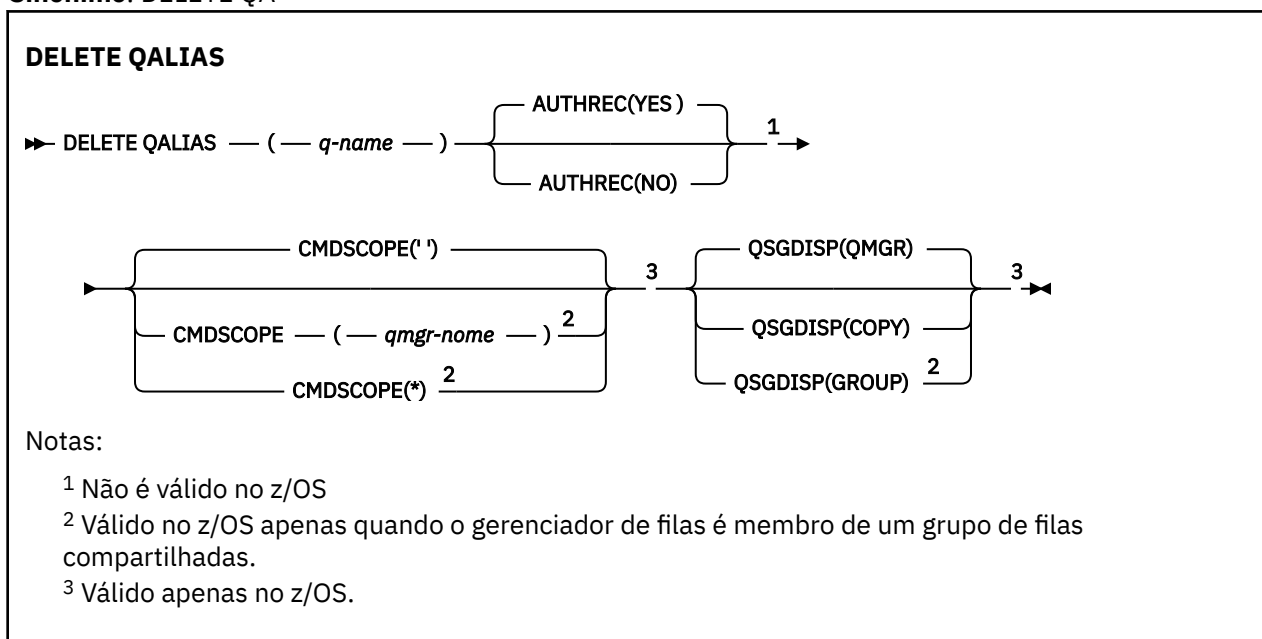 Sinônimo: DELETE QA
DELETE QALIAS
DELETE QALIAS ( q-name ) AUTHREC(YES ) AUTHREC(NO) 1
CMDSCOPE(' ') CMDSCOPE ( qmgr-nome ) 2 CMDSCOPE(*) 2 3 QSGDISP(QMGR) QSGDISP(COPY) QSGDISP(GROUP) 2 3
Notas:
1 Não é válido no z/OS
2 Válido no z/OS apenas quando o gerenciador de filas é membro de um grupo de filas
compartilhadas.
3 Válido apenas no z/OS.